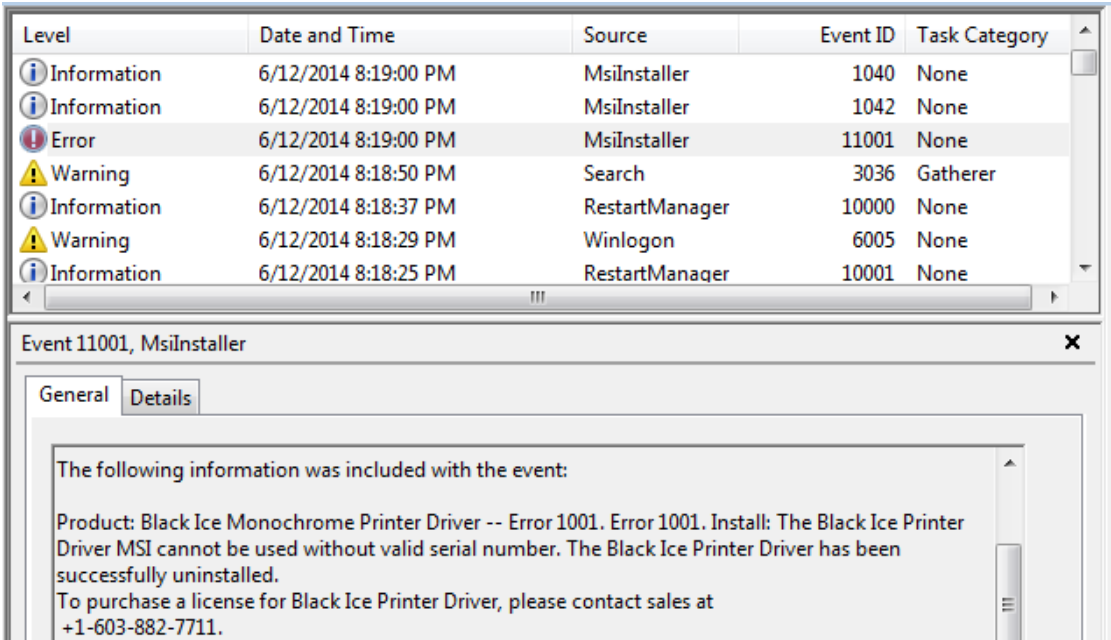 Level Date and Time Source Event ID Task Category
Information 6/12/2014 8:19:00 PM MsiInstaller 1040 None
Information 6/12/2014 8:19:00 PM MsiInstaller 1042 None
Error 6/12/2014 8:19:00 PM MsiInstaller 11001 None
Warning 6/12/2014 8:18:50 PM Search 3036 Gatherer
Information 6/12/2014 8:18:37 PM RestartManager 10000 None
Warning 6/12/2014 8:18:29 PM Winlogon 6005 None
Information 6/12/2014 8:18:25 PM RestartManager 10001 None
Event 11001, MsiInstaller
General Details
The following information was included with the event:
Product: Black Ice Monochrome Printer Driver -- Error 1001. Error 1001. Install: The Black Ice Printer
Driver MSI cannot be used without valid serial number. The Black Ice Printer Driver has been
successfully uninstalled.
To purchase a license for Black Ice Printer Driver, please contact sales at
+1-603-882-7711.